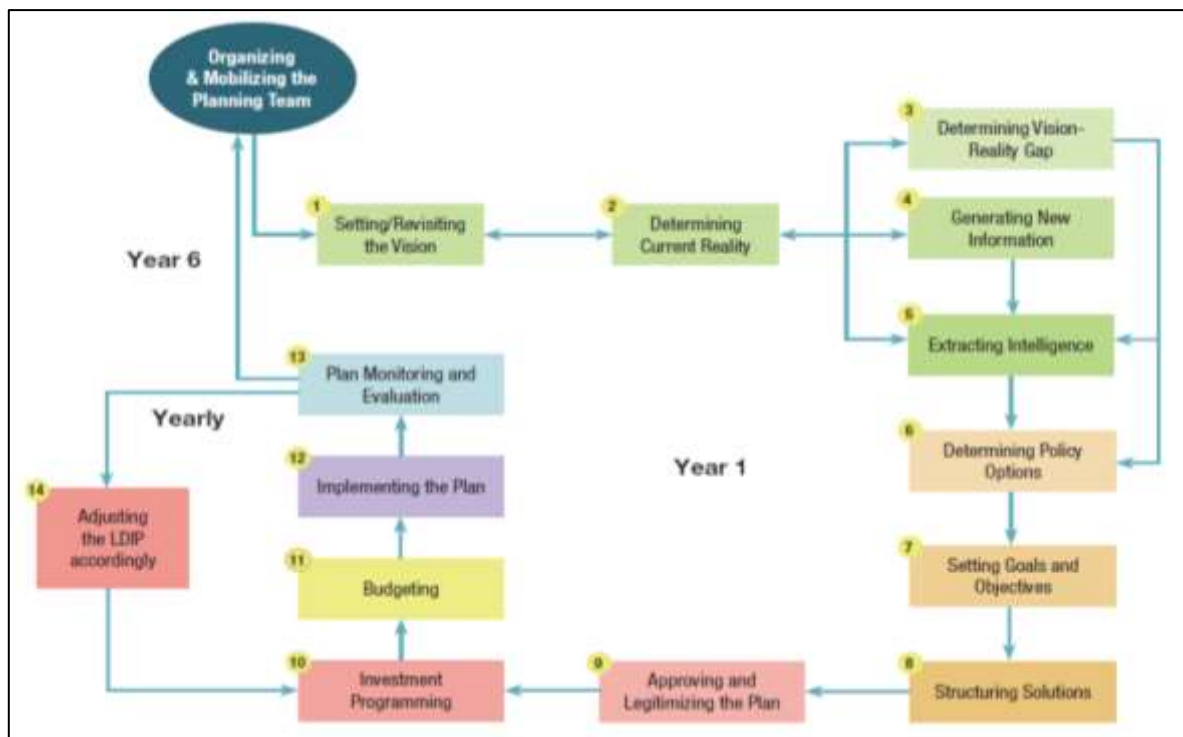 Organizing
& Mobilizing the
Planning Team
1
Setting/Revisiting
the Vision
2
Determining
Current Reality
3
Determining Vision-
Reality Gap
4
Generating New
Information
5
Extracting Intelligence
6
Determining Policy
Options
7
Setting Goals and
Objectives
8
Structuring Solutions
9
Approving and
Legitimizing the Plan
10
Investment
Programming
11
Budgeting
12
Implementing the Plan
13
Plan Monitoring and
Evaluation
14
Adjusting
the LDIP
accordingly
Year 6
Yearly
Year 1